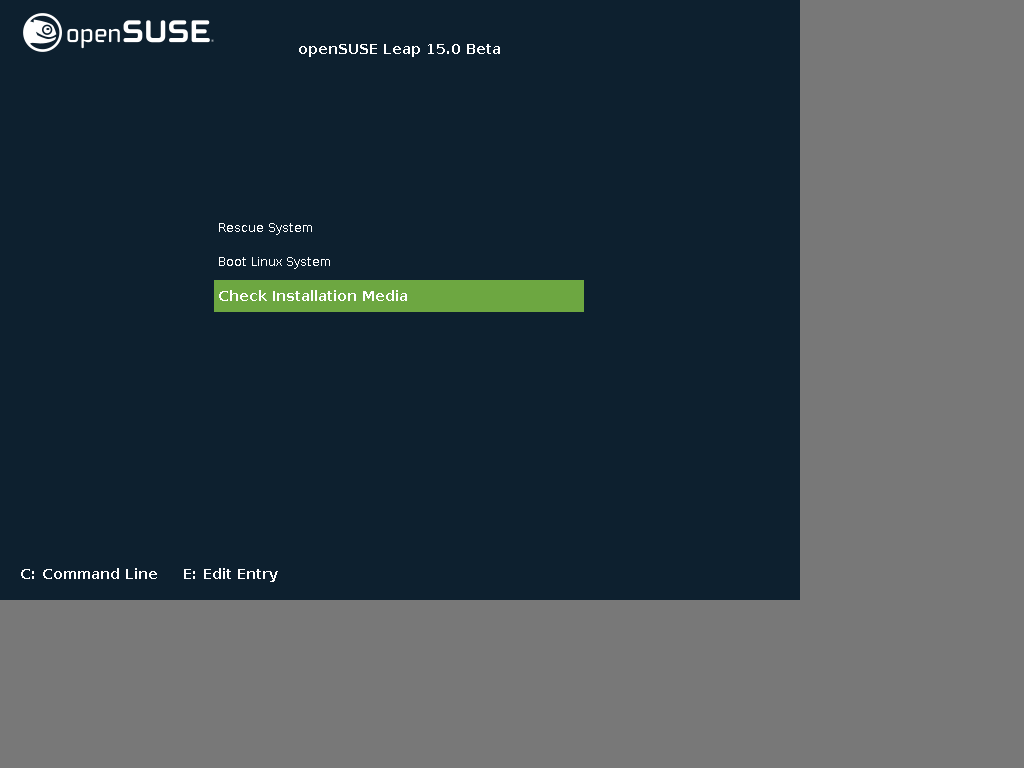 openSUSE.
openSUSE Leap 15.0 Beta
Rescue System
Boot Linux System
Check Installation Media
C: Command Line E: Edit Entry